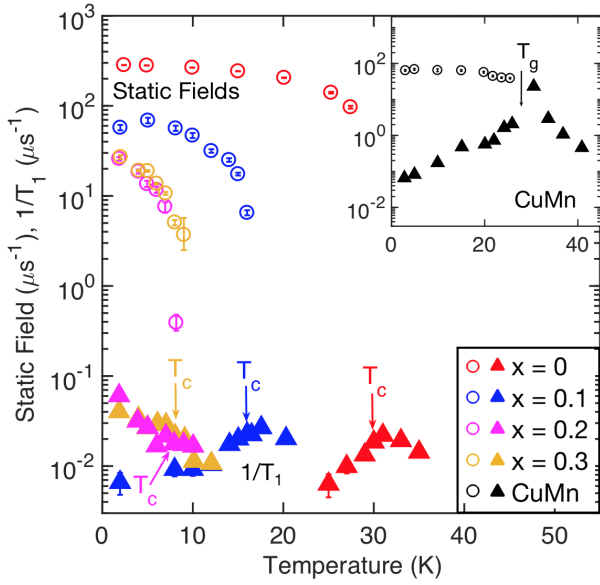 10³
10²
10¹
10⁰
10⁻¹
10⁻²
Static Field (μs⁻¹), 1/T₁ (μs⁻¹)
Static Fields
T_c
T_c
T_c
T_c
1/T₁
0 10 20 30 40 50
Temperature (K)
10²
10⁰
10⁻²
T_g
CuMn
0 20 40
x = 0
x = 0.1
x = 0.2
x = 0.3
CuMn